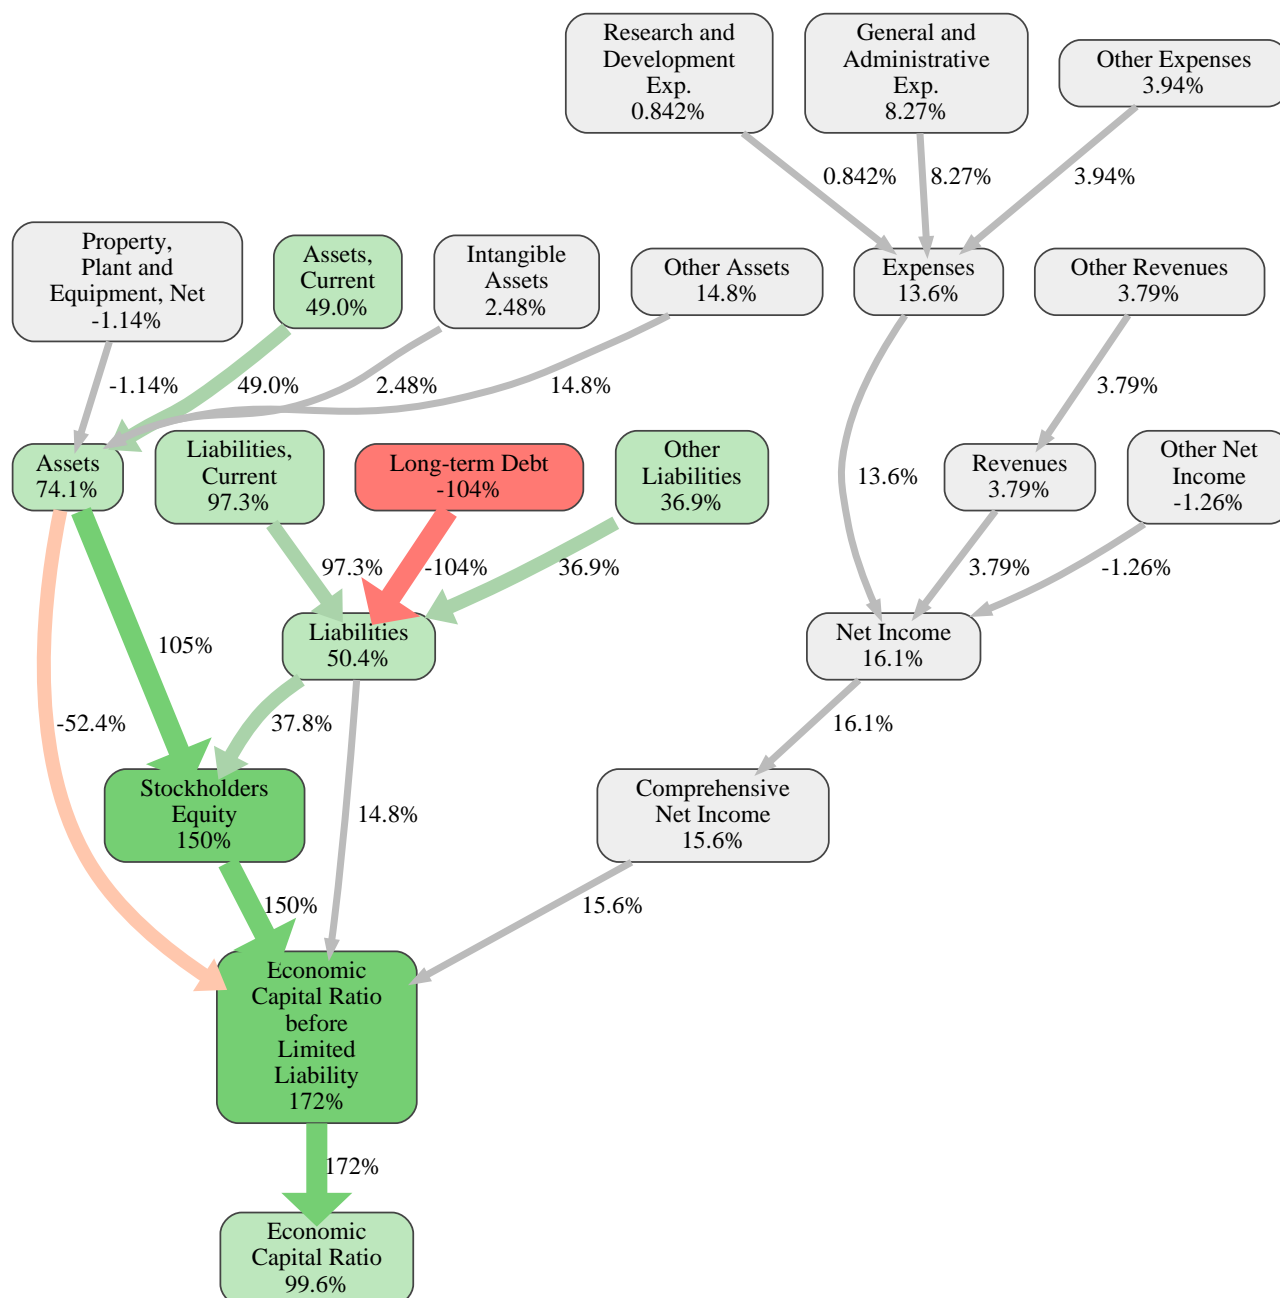 Research and
Development
Exp.
0.842%
General and
Administrative
Exp.
8.27%
Other Expenses
3.94%
0.842%
8.27%
3.94%
Property,
Plant and
Equipment, Net
-1.14%
Assets,
Current
49.0%
Intangible
Assets
2.48%
Other Assets
14.8%
Expenses
13.6%
Other Revenues
3.79%
-1.14%
49.0%
2.48%
14.8%
3.79%
Assets
74.1%
Liabilities,
Current
97.3%
Long-term Debt
-104%
Other
Liabilities
36.9%
13.6%
Revenues
3.79%
Other Net
Income
-1.26%
97.3%
-104%
36.9%
3.79%
-1.26%
105%
Liabilities
50.4%
Net Income
16.1%
-52.4%
37.8%
16.1%
Stockholders
Equity
150%
14.8%
Comprehensive
Net Income
15.6%
150%
15.6%
Economic
Capital Ratio
before
Limited
Liability
172%
172%
Economic
Capital Ratio
99.6%